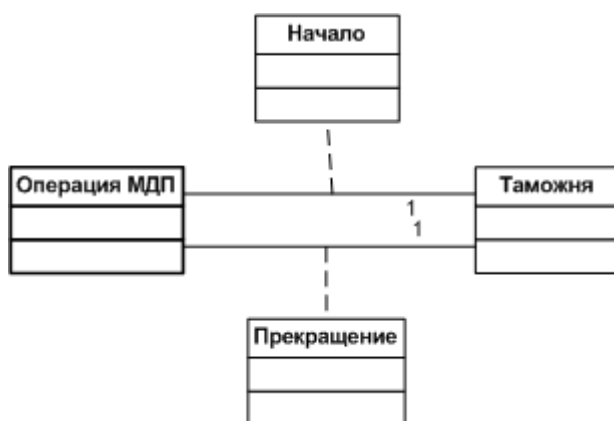 Начало
Операция МДП
Таможня
1
1
Прекращение